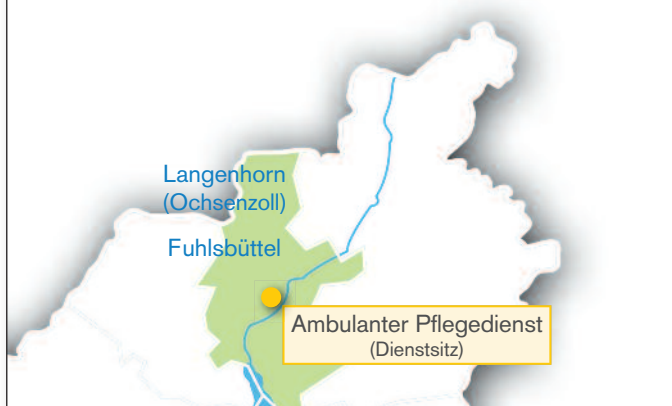 Langenhorn
(Ochsenzoll)
Fuhlsbüttel
Ambulanter Pflegedienst
(Dienstsitz)